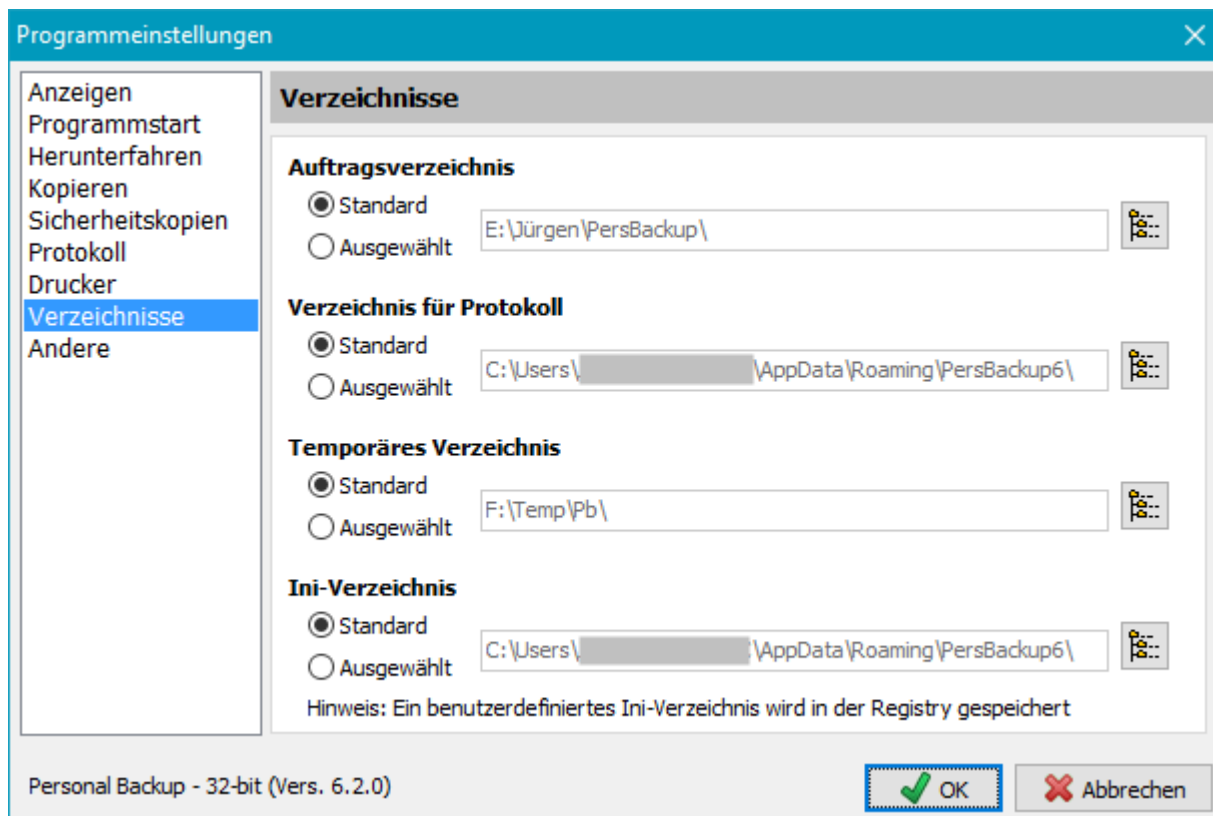 Programmeinstellungen
Anzeigen
Programmstart
Herunterfahren
Kopieren
Sicherheitskopien
Protokoll
Drucker
Verzeichnisse
Andere
Verzeichnisse
Auftragsverzeichnis
Standard
Ausgewählt
E:\Jürgen\PersBackup\
Verzeichnis für Protokoll
Standard
Ausgewählt
C:\Users\ \AppData\Roaming\PersBackup6\
Temporäres Verzeichnis
Standard
Ausgewählt
F:\Temp\Pb\
Ini-Verzeichnis
Standard
Ausgewählt
C:\Users\ \AppData\Roaming\PersBackup6\
Hinweis: Ein benutzerdefiniertes Ini-Verzeichnis wird in der Registry gespeichert
Personal Backup - 32-bit (Vers. 6.2.0)
OK
Abbrechen